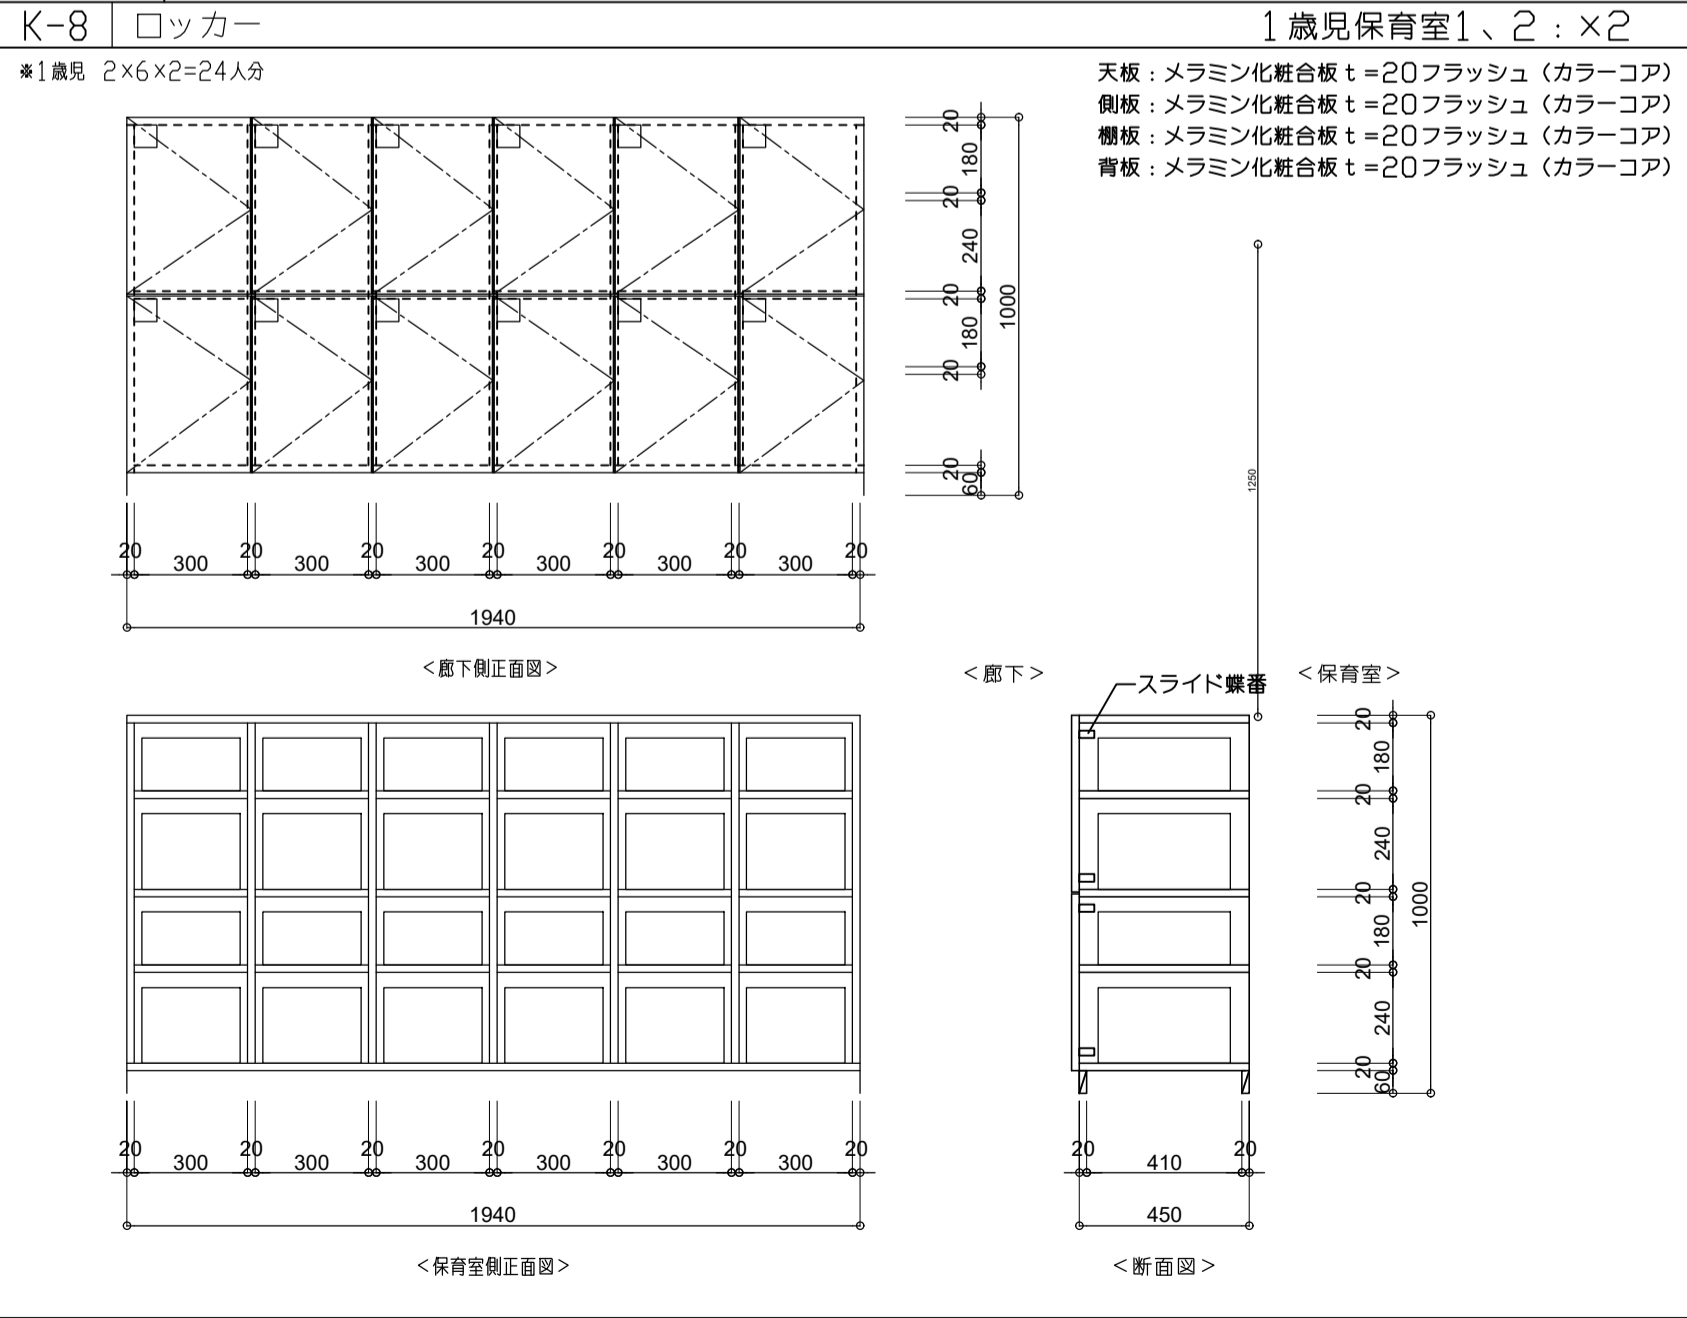 K-8 ロッカー 1歳児保育室1、2：×2
※1歳児 2×6×2=24人分
天板：メラミン化粧合板ｔ=20フラッシュ（カラーコア）
側板：メラミン化粧合板ｔ=20フラッシュ（カラーコア）
棚板：メラミン化粧合板ｔ=20フラッシュ（カラーコア）
背板：メラミン化粧合板ｔ=20フラッシュ（カラーコア）
20
180
20
240
20
180
20
20
60
1000
1250
20 300 20 300 20 300 20 300 20 300 20 300 20
1940
＜廊下側正面図＞
＜廊下＞
＜保育室＞
スライド蝶番
20
180
20
240
20
180
20
240
20
60
1000
20 300 20 300 20 300 20 300 20 300 20 300 20
1940
＜保育室側正面図＞
20 410 20
450
＜断面図＞